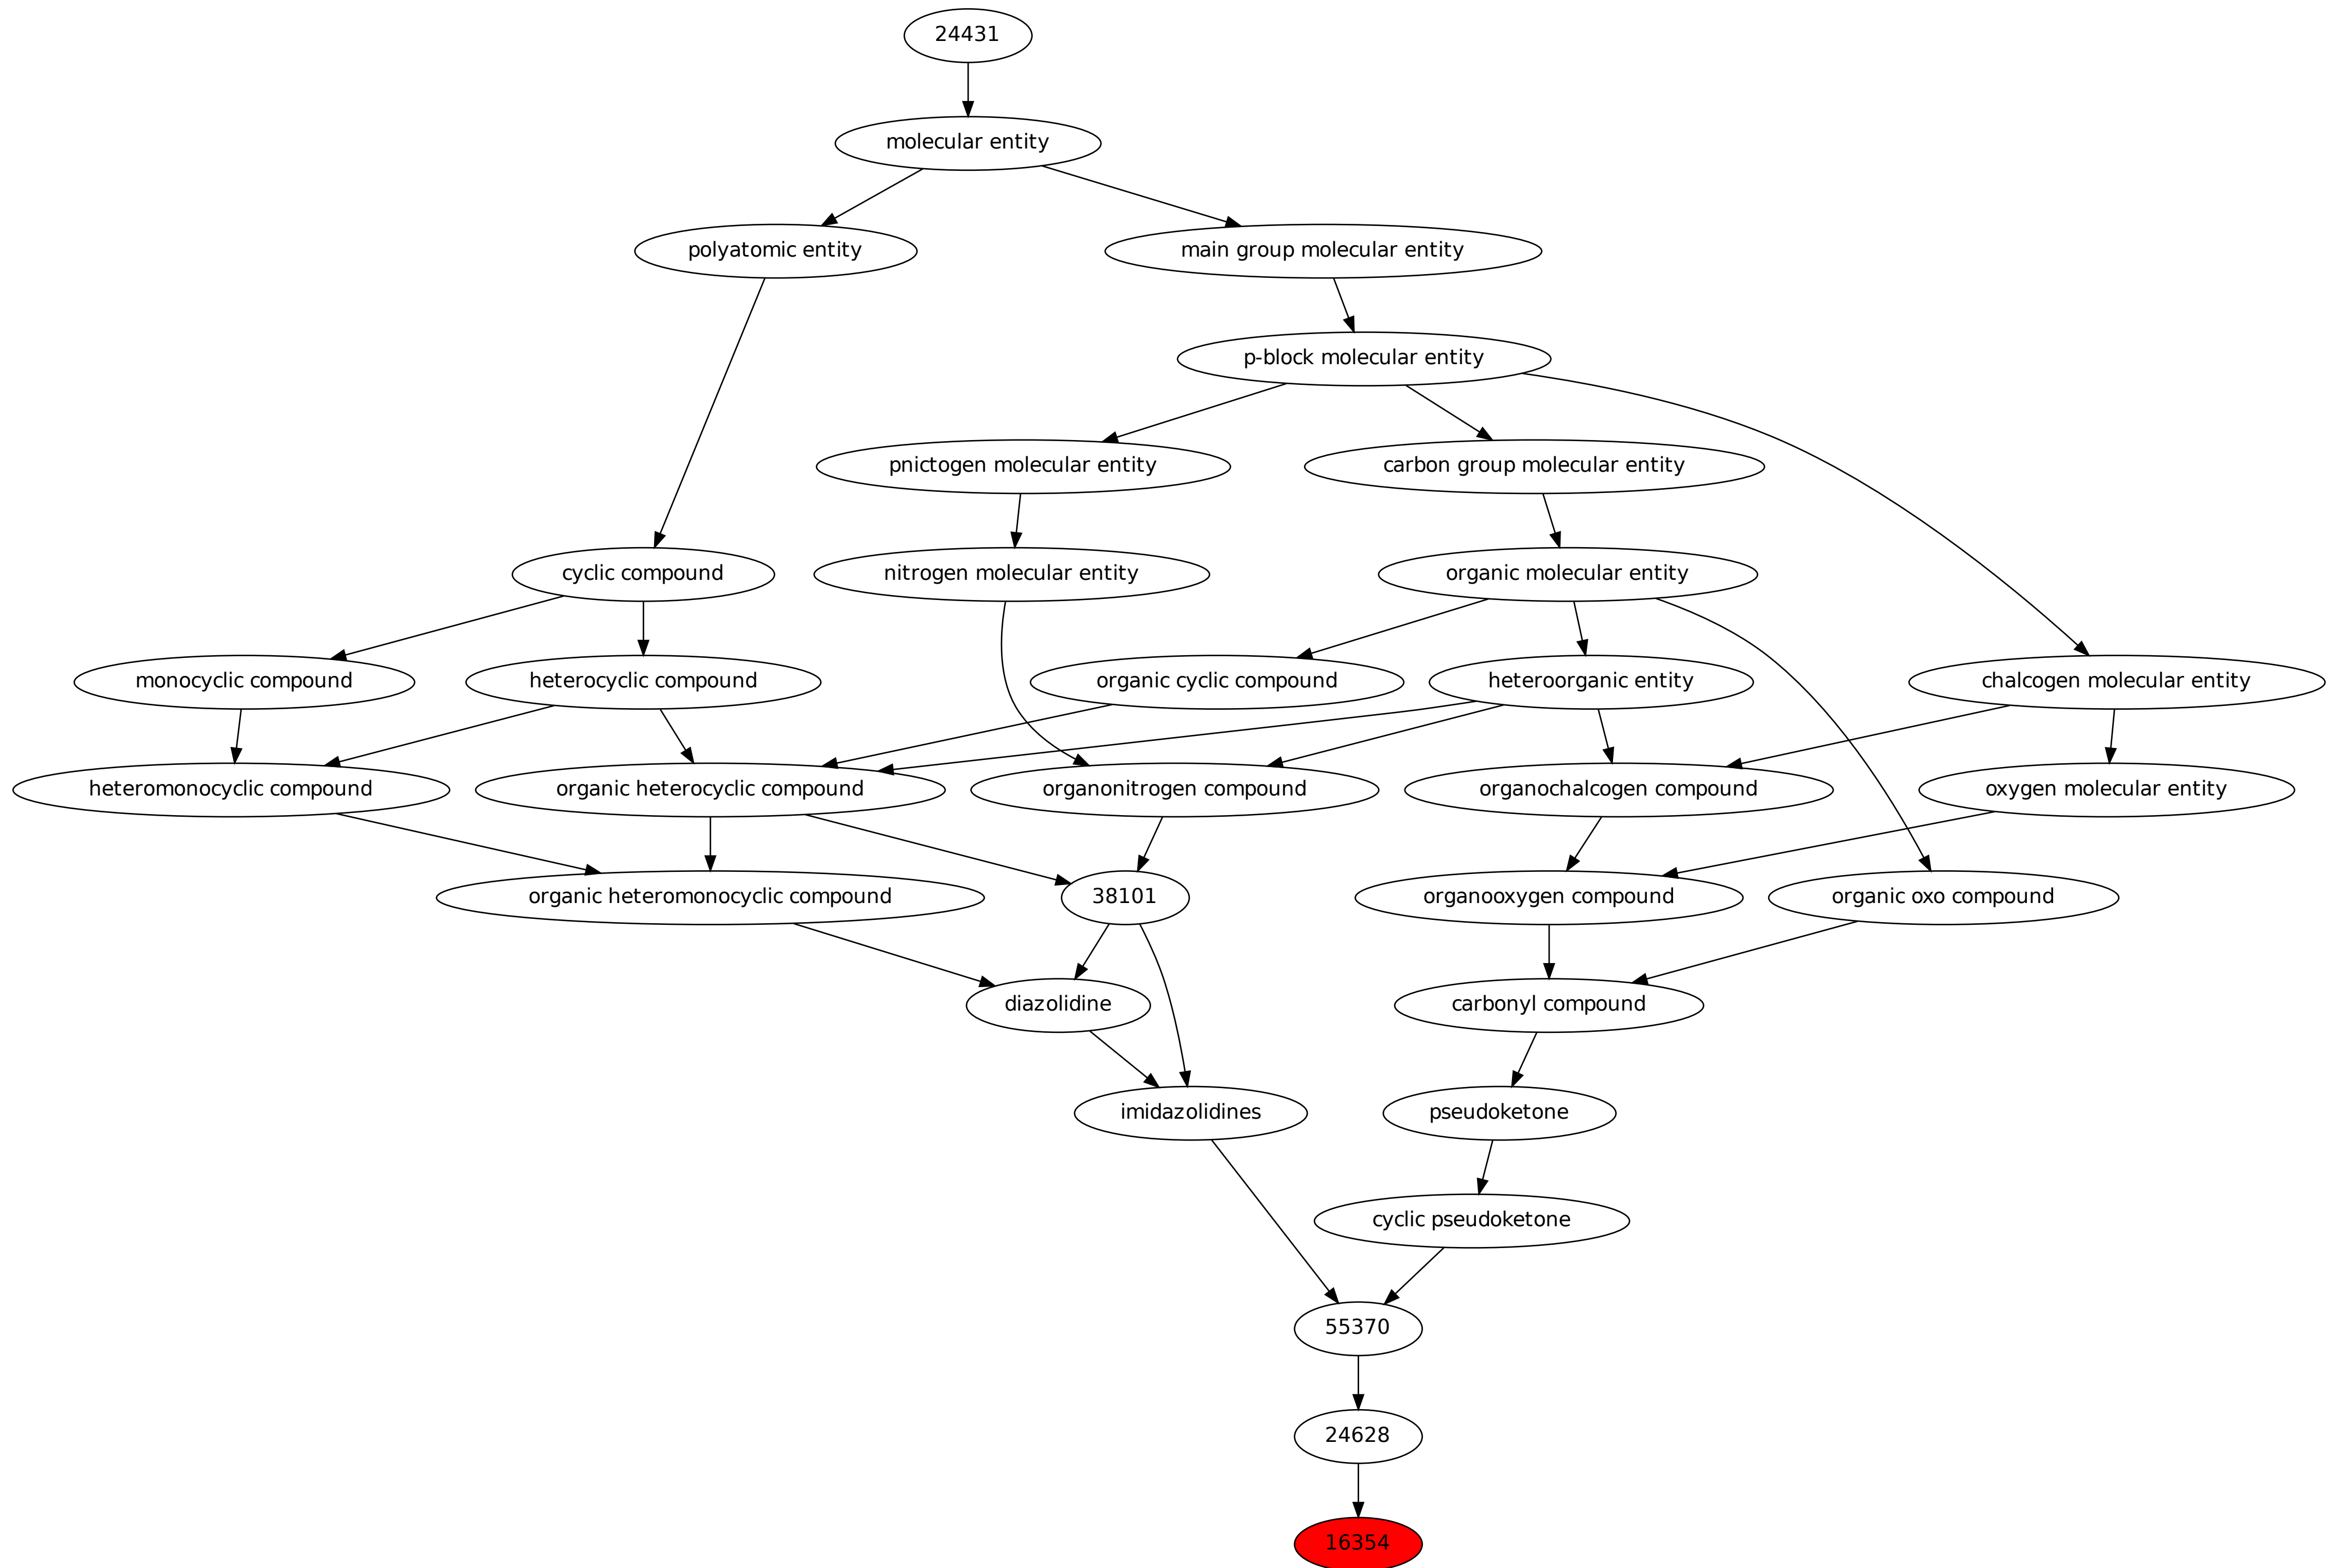 24431
molecular entity
polyatomic entity
main group molecular entity
p-block molecular entity
pnictogen molecular entity
carbon group molecular entity
cyclic compound
nitrogen molecular entity
organic molecular entity
monocyclic compound
heterocyclic compound
organic cyclic compound
heteroorganic entity
chalcogen molecular entity
heteromonocyclic compound
organic heterocyclic compound
organonitrogen compound
organochalcogen compound
oxygen molecular entity
organic heteromonocyclic compound
38101
organooxygen compound
organic oxo compound
diazolidine
carbonyl compound
imidazolidines
pseudoketone
cyclic pseudoketone
55370
24628
16354